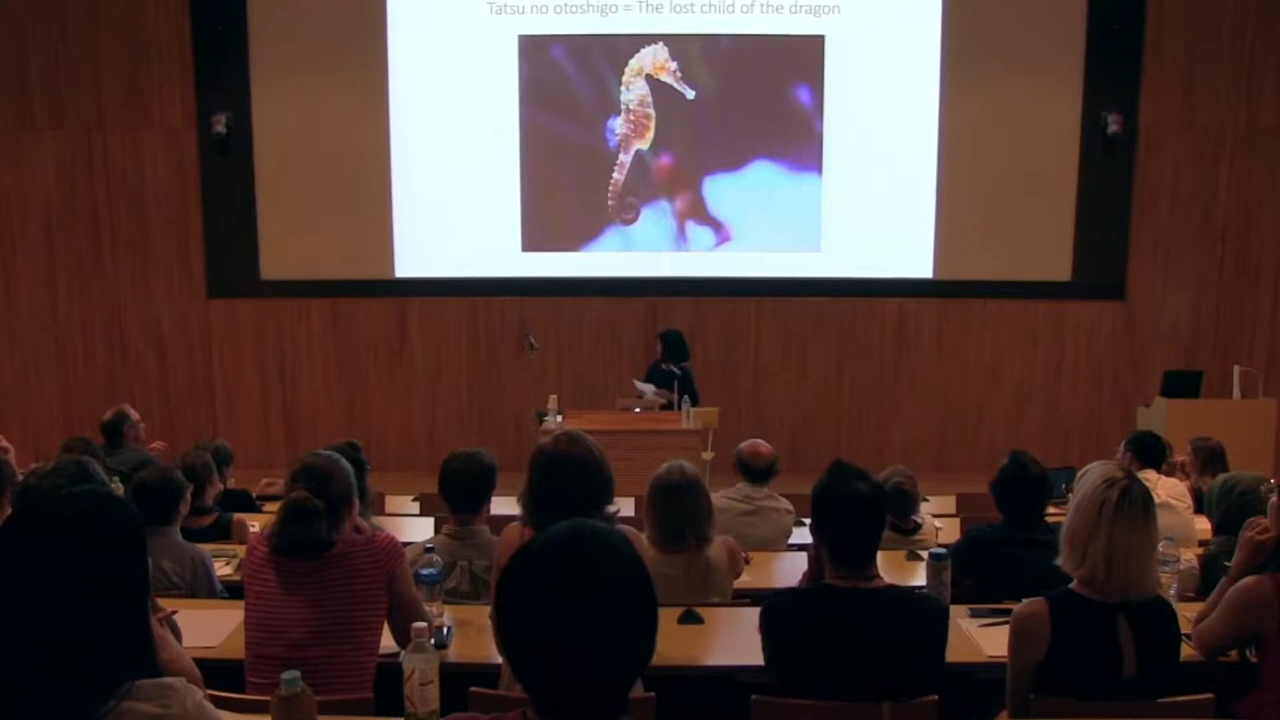 Tatsu no otoshigo = The lost child of the dragon